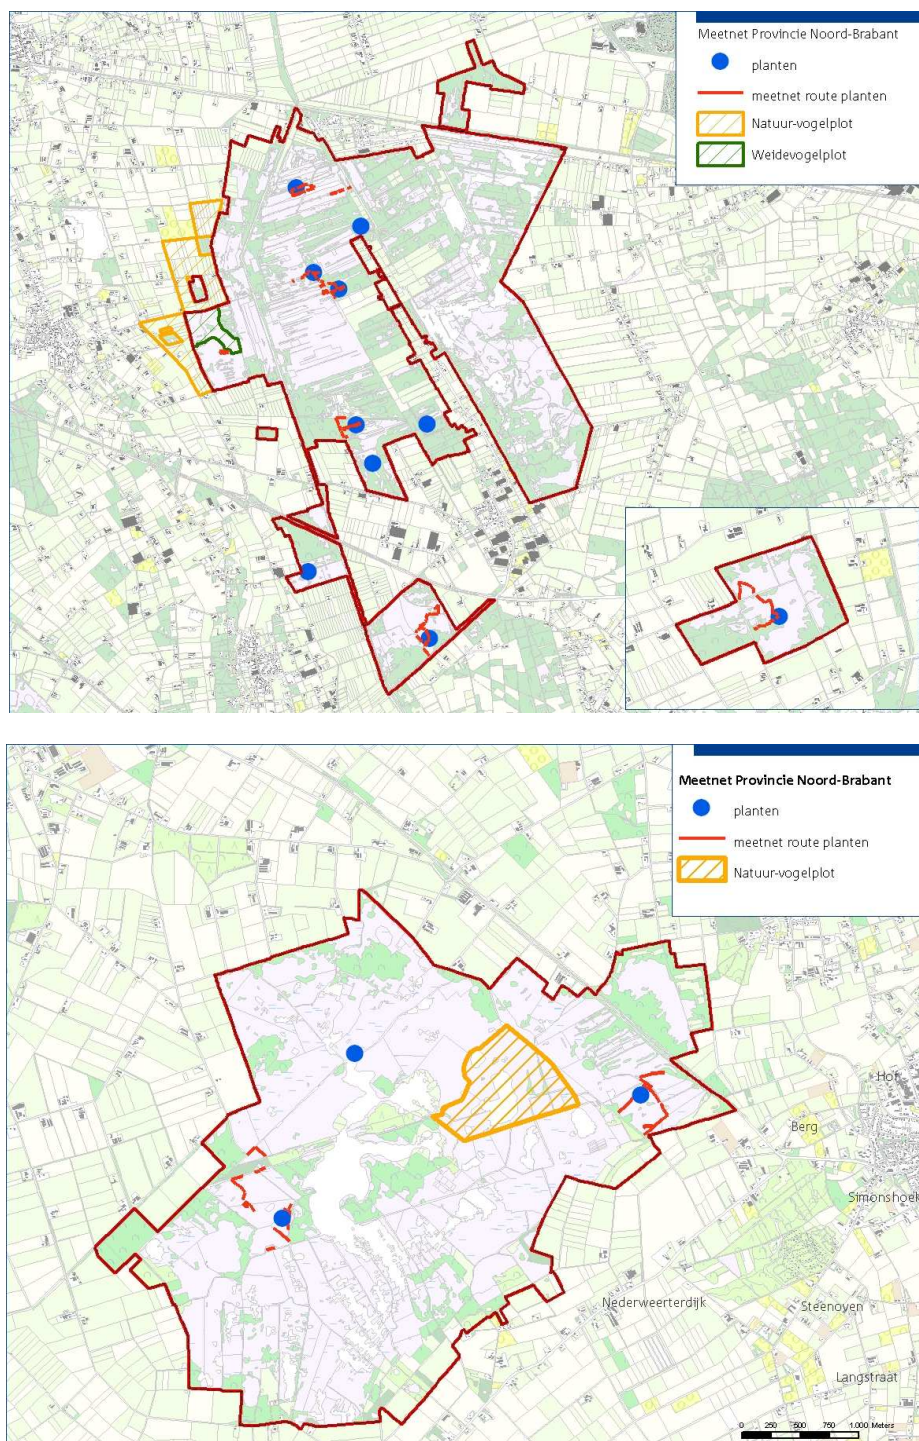 Meetnet Provincie Noord-Brabant
planten
meetnet route planten
Natuur-vogelplot
Weidevogelplot
Meetnet Provincie Noord-Brabant
planten
meetnet route planten
Natuur-vogelplot
Hof
Berg
Simonshoek
Nederweerterdijk
Steenoven
Langstraat
0 250 500 750 1.000 Meters